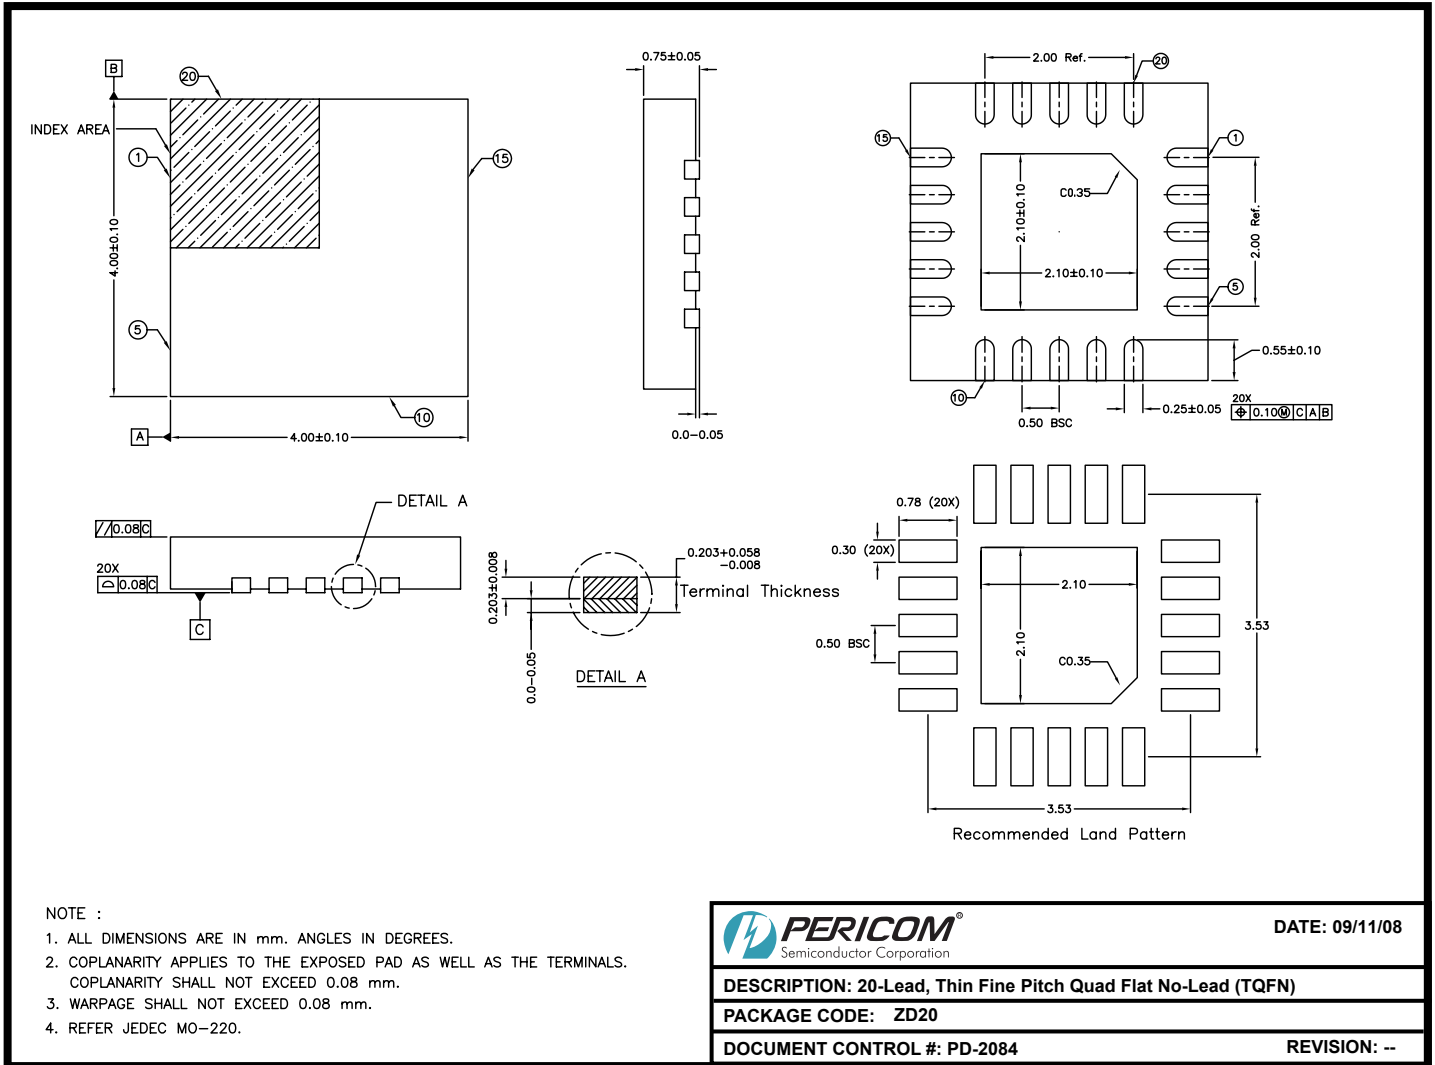 B
20
INDEX AREA
1
15
4.00±0.10
5
10
A
4.00±0.10
0.75±0.05
0.0-0.05
2.00 Ref.
20
15
1
C0.35
2.10±0.10
2.10±0.10
2.00 Ref.
5
0.55±0.10
10
0.50 BSC
0.25±0.05
20X
⌖ 0.10Ⓜ C A B
DETAIL A
//0.08C
20X
⌓ 0.08C
C
0.203±0.008
0.203+0.058
-0.008
Terminal Thickness
0.0-0.05
DETAIL A
0.78 (20X)
0.30 (20X)
2.10
2.10
0.50 BSC
C0.35
3.53
3.53
Recommended Land Pattern
NOTE :
1. ALL DIMENSIONS ARE IN mm. ANGLES IN DEGREES.
2. COPLANARITY APPLIES TO THE EXPOSED PAD AS WELL AS THE TERMINALS.
COPLANARITY SHALL NOT EXCEED 0.08 mm.
3. WARPAGE SHALL NOT EXCEED 0.08 mm.
4. REFER JEDEC MO-220.
PERICOM®
Semiconductor Corporation
DATE: 09/11/08
DESCRIPTION: 20-Lead, Thin Fine Pitch Quad Flat No-Lead (TQFN)
PACKAGE CODE: ZD20
DOCUMENT CONTROL #: PD-2084
REVISION: --